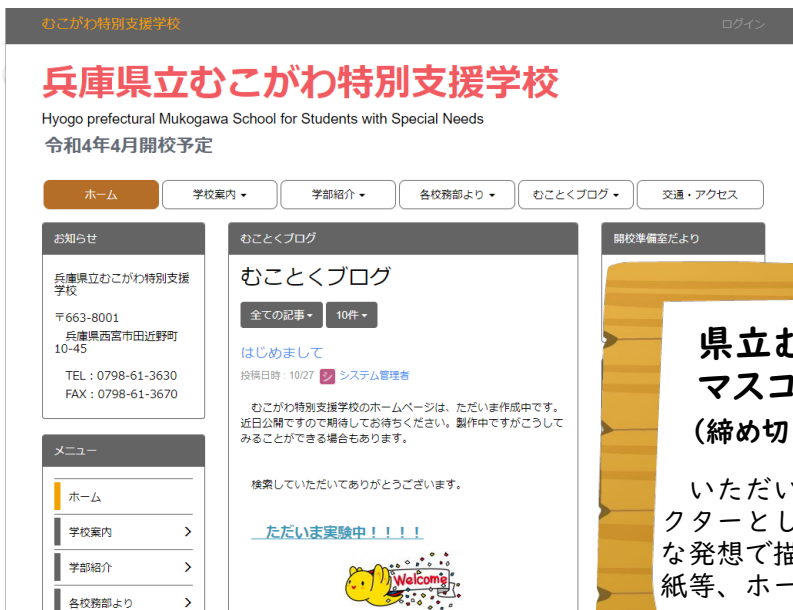 むこがわ特別支援学校
ログイン
兵庫県立むこがわ特別支援学校
Hyogo prefectural Mukogawa School for Students with Special Needs
令和4年4月開校予定
ホーム
学校案内
学部紹介
各校務部より
むことくブログ
交通・アクセス
お知らせ
兵庫県立むこがわ特別支援
学校
〒663-8001
兵庫県西宮市田近野町
10-45
TEL：0798-61-3630
FAX：0798-61-3670
メニュー
ホーム
学校案内
学部紹介
各校務部より
むことくブログ
むことくブログ
全ての記事
10件
はじめまして
投稿日時 : 10/27 シ システム管理者
むこがわ特別支援学校のホームページは、ただいま作成中です。
近日公開ですので期待してお待ちください。製作中ですがこうして
みることができる場合もあります。
検索していただいてありがとうございます。
ただいま実験中！！！！
Welcome
開校準備室だより
県立む
マスコ
（締め切
いただい
クターとし
な発想で描
紙等、ホー